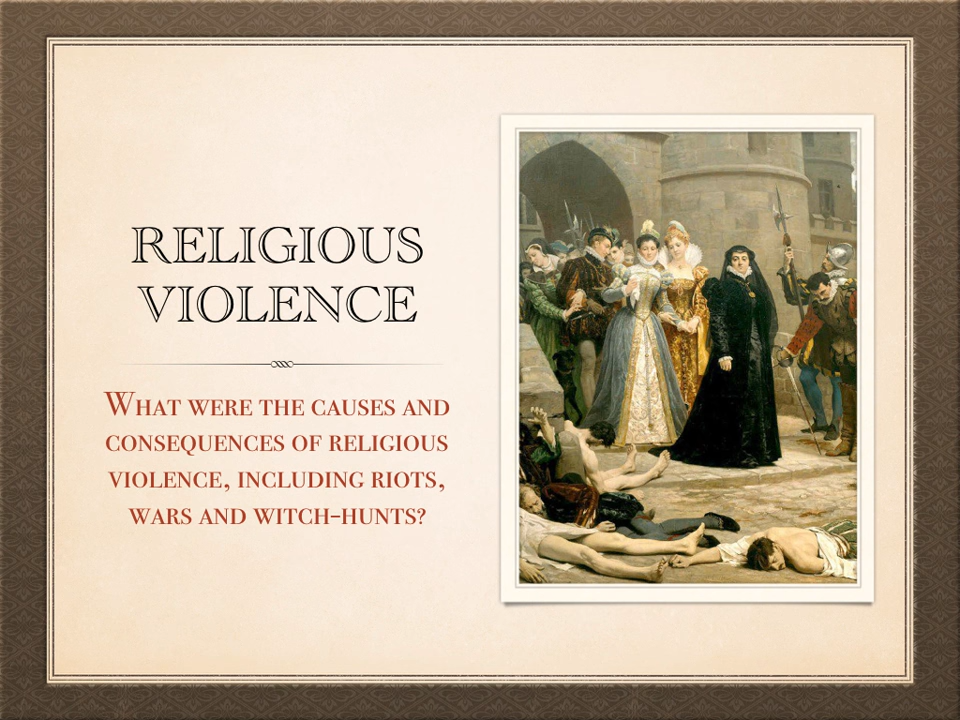 RELIGIOUS
VIOLENCE
What were the causes and
consequences of religious
violence, including riots,
wars and witch-hunts?